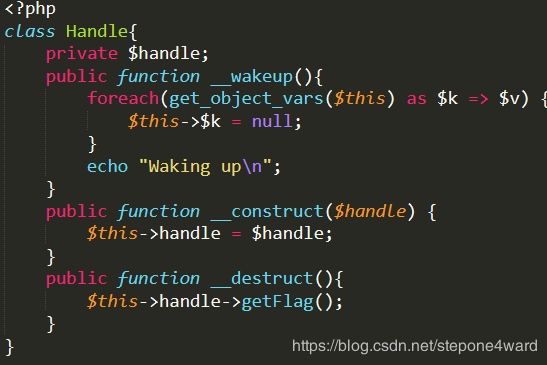 <?php
class Handle{
    private $handle;
    public function __wakeup(){
        foreach(get_object_vars($this) as $k => $v) {
            $this->$k = null;
        }
        echo "Waking up\n";
    }
    public function __construct($handle) {
        $this->handle = $handle;
    }
    public function __destruct(){
        $this->handle->getFlag();
    }
}
https://blog.csdn.net/stepone4ward